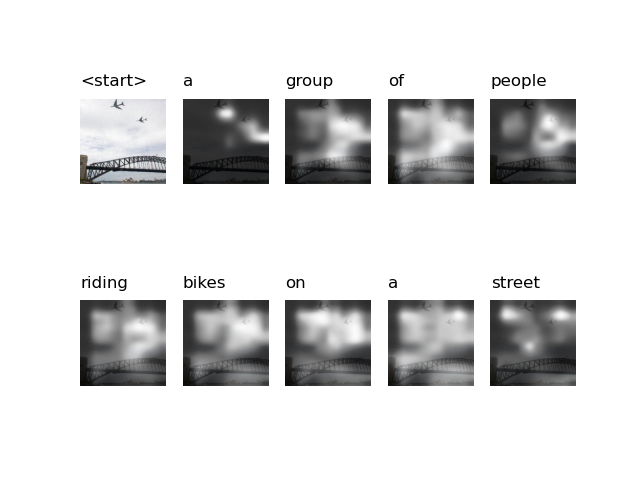 <start> a group of people
riding bikes on a street